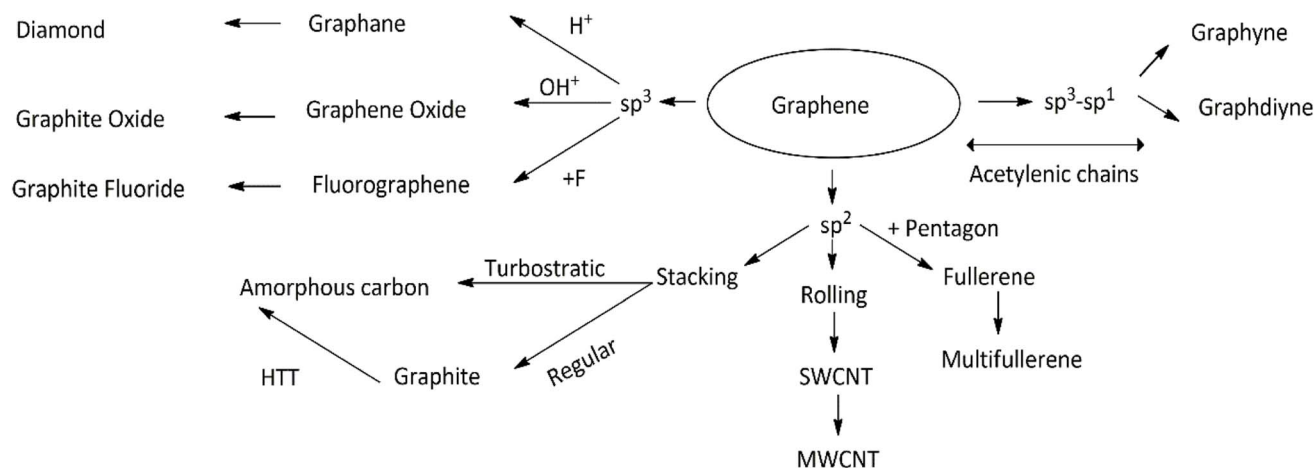 Diamond
Graphane
H⁺
Graphite Oxide
Graphene Oxide
OH⁺
sp³
Graphite Fluoride
Fluorographene
+F
Graphene
sp³-sp¹
Graphyne
Graphdiyne
Acetylenic chains
sp²
+ Pentagon
Amorphous carbon
Turbostratic
Stacking
Rolling
Fullerene
HTT
Graphite
Regular
SWCNT
Multifullerene
MWCNT